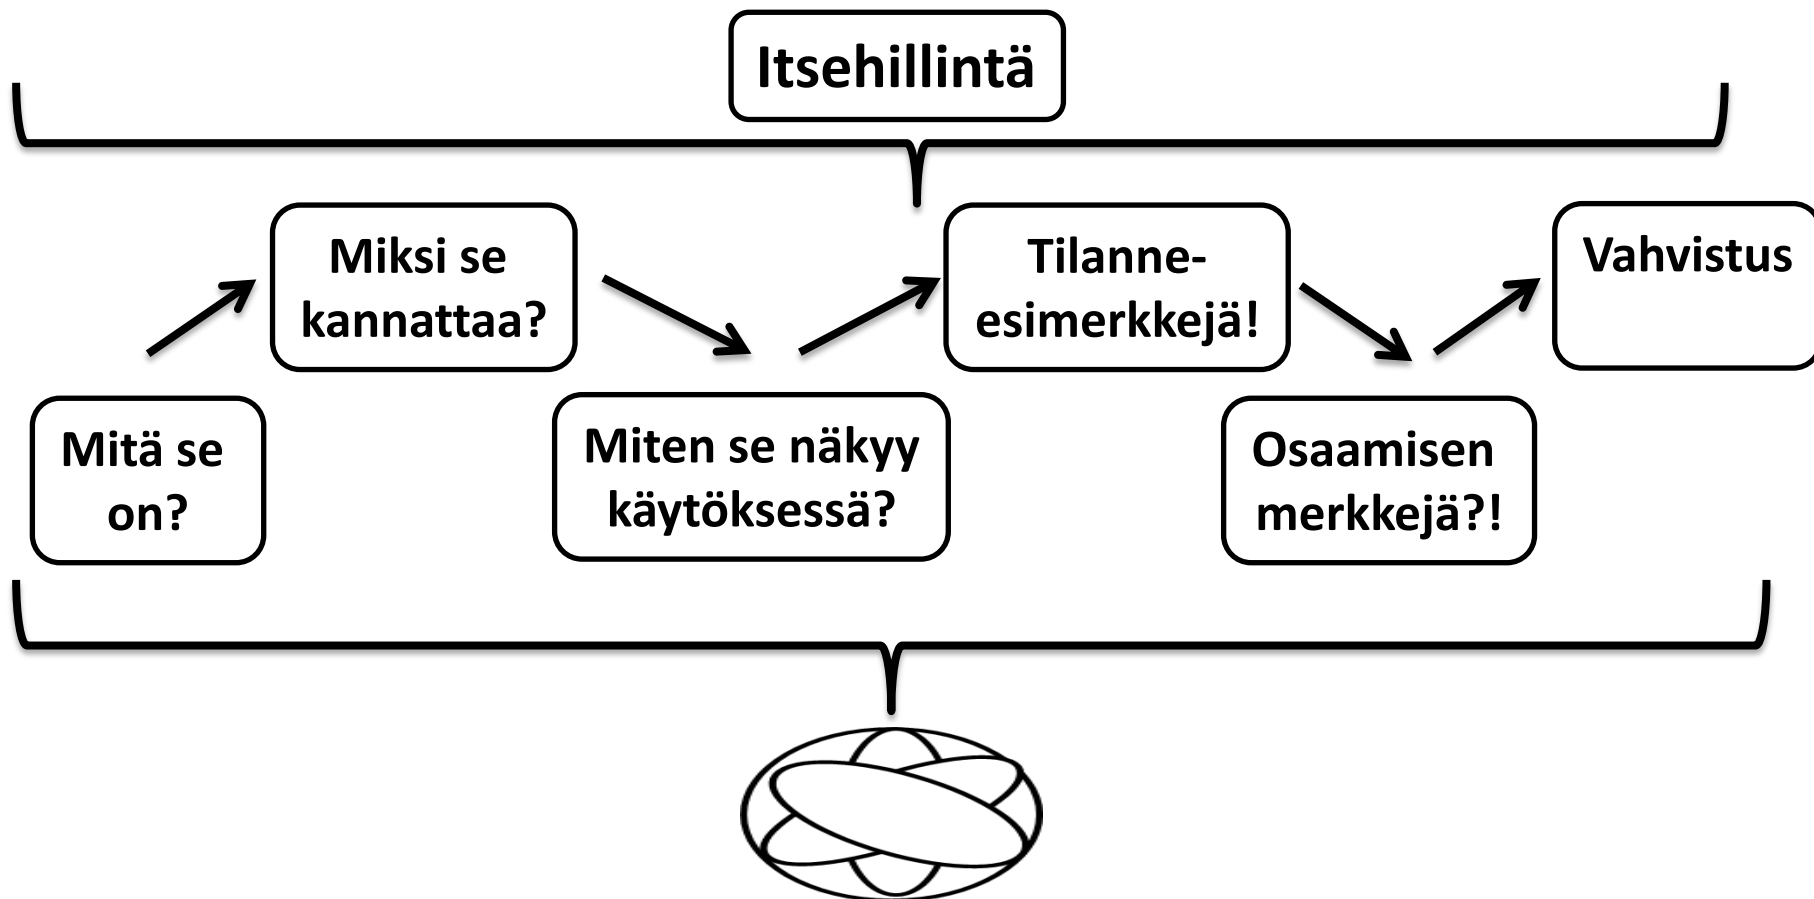 Itsehillintä
Mitä se
on?
Miksi se
kannattaa?
Miten se näkyy
käytöksessä?
Tilanne-
esimerkkejä!
Osaamisen
merkkejä?!
Vahvistus